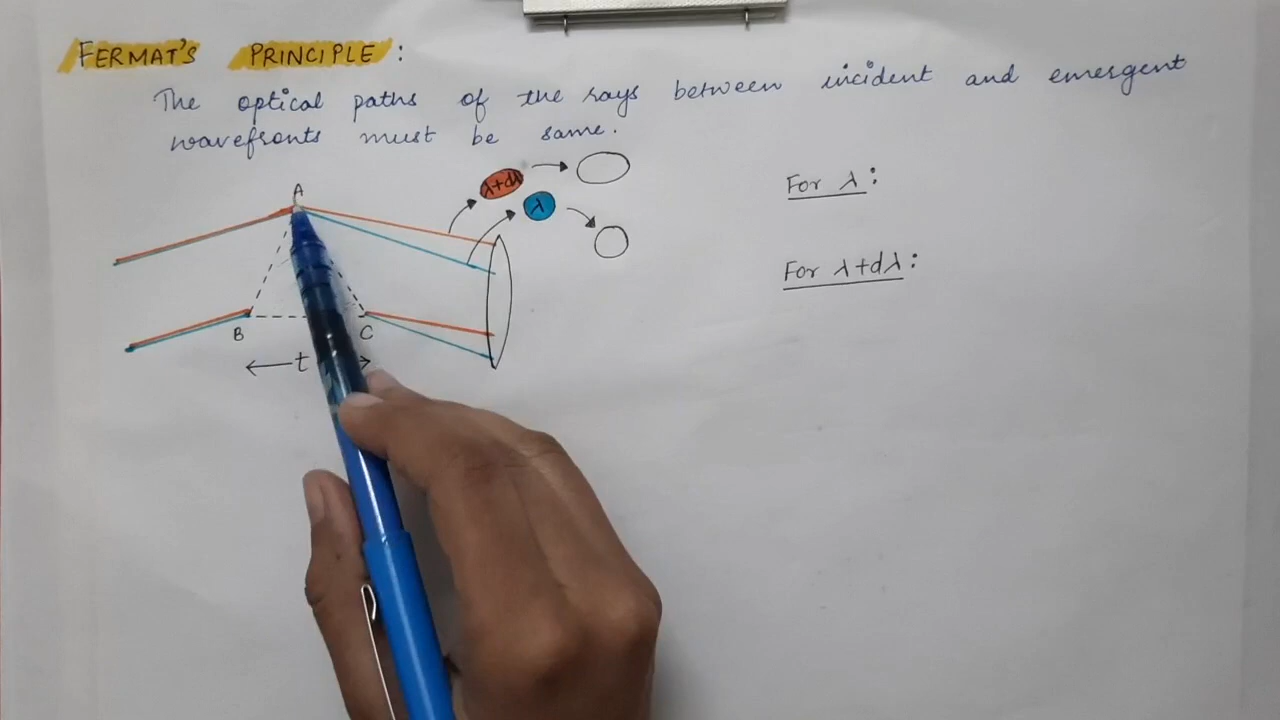 FERMAT'S PRINCIPLE :
The optical paths of the rays between incident and emergent
wavefronts must be same.
λ+dλ
λ
A
B
C
t
For λ :
For λ+dλ :